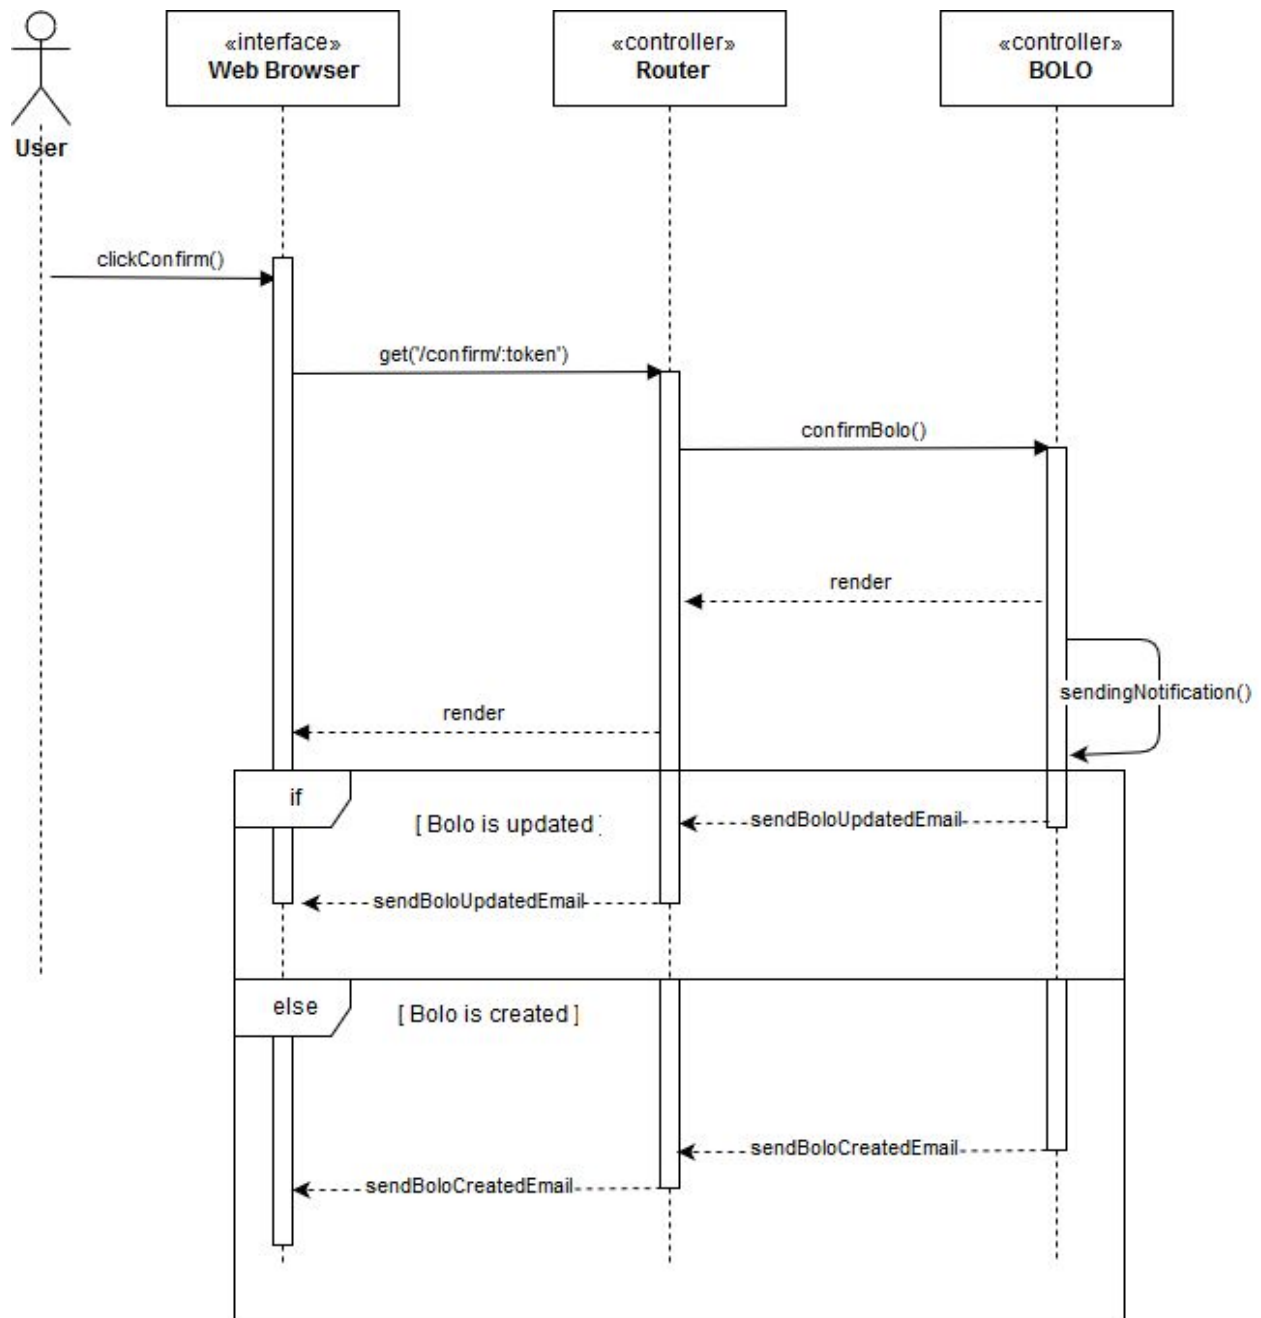 «interface»
Web Browser
«controller»
Router
«controller»
BOLO
User
clickConfirm()
get('/confirm/:token')
confirmBolo()
render
sendingNotification()
render
if
[ Bolo is updated ]
sendBoloUpdatedEmail
sendBoloUpdatedEmail
else
[ Bolo is created ]
sendBoloCreatedEmail
sendBoloCreatedEmail